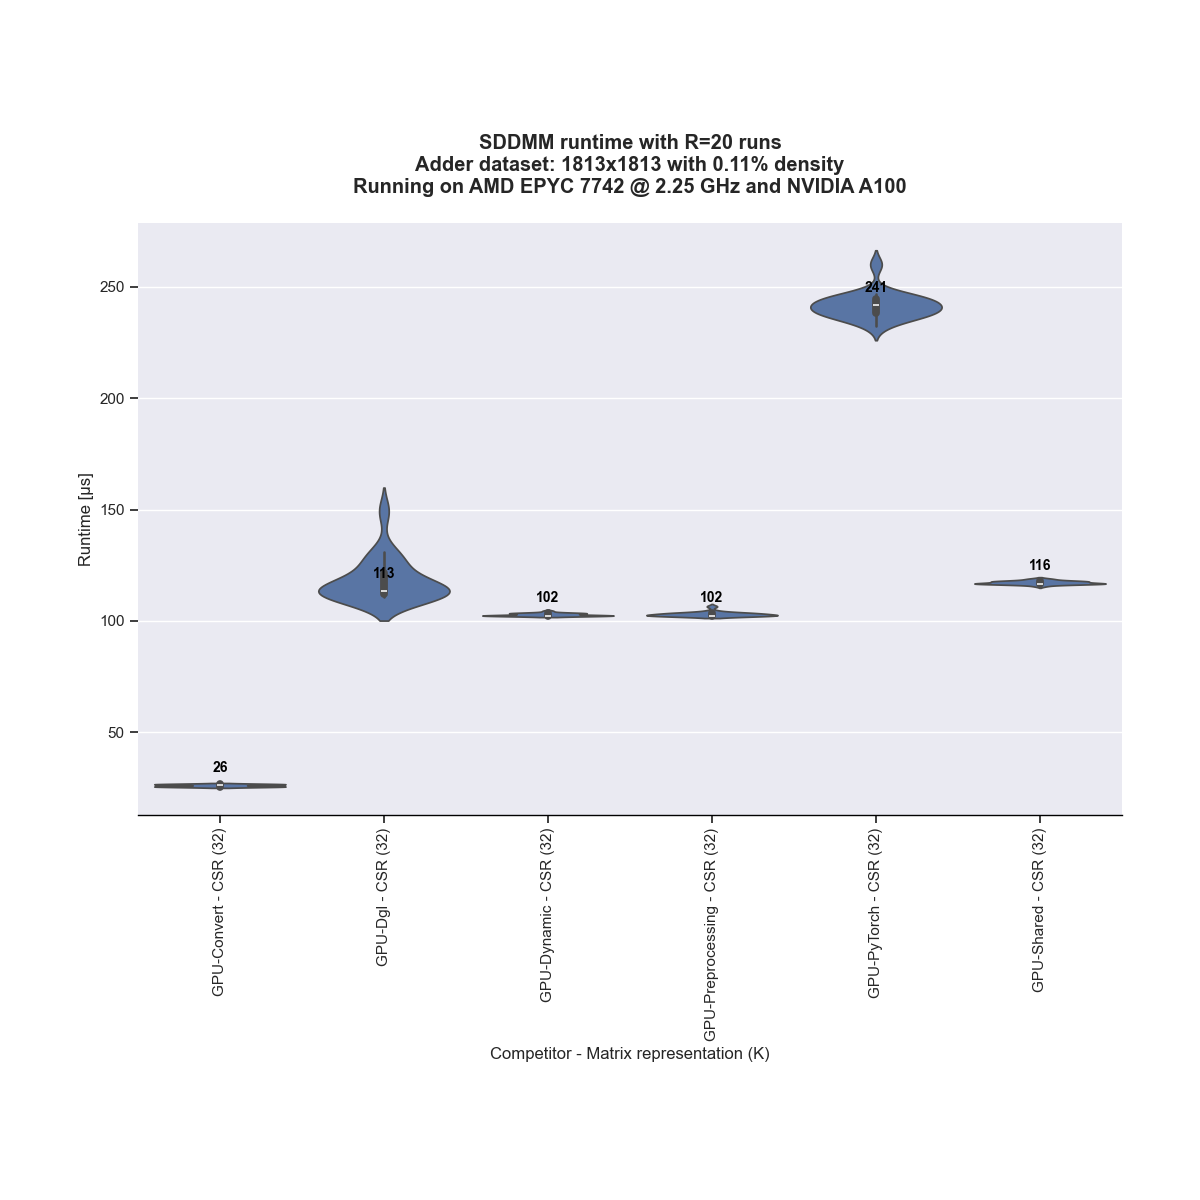 SDDMM runtime with R=20 runs
Adder dataset: 1813x1813 with 0.11% density
Running on AMD EPYC 7742 @ 2.25 GHz and NVIDIA A100
Runtime [µs]
250
200
150
100
50
26
113
102
102
241
116
GPU-Convert - CSR (32)
GPU-Dgl - CSR (32)
GPU-Dynamic - CSR (32)
GPU-Preprocessing - CSR (32)
GPU-PyTorch - CSR (32)
GPU-Shared - CSR (32)
Competitor - Matrix representation (K)